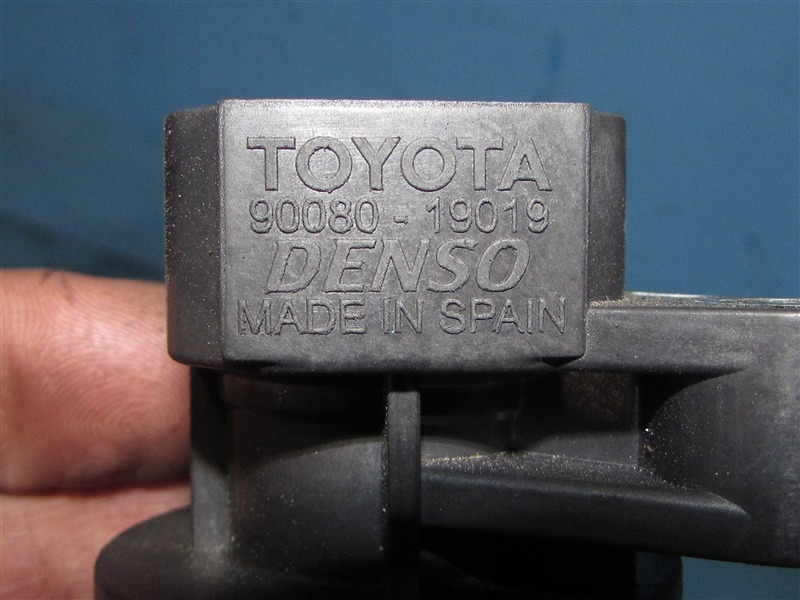 TOYOTA
90080-19019
DENSO
MADE IN SPAIN